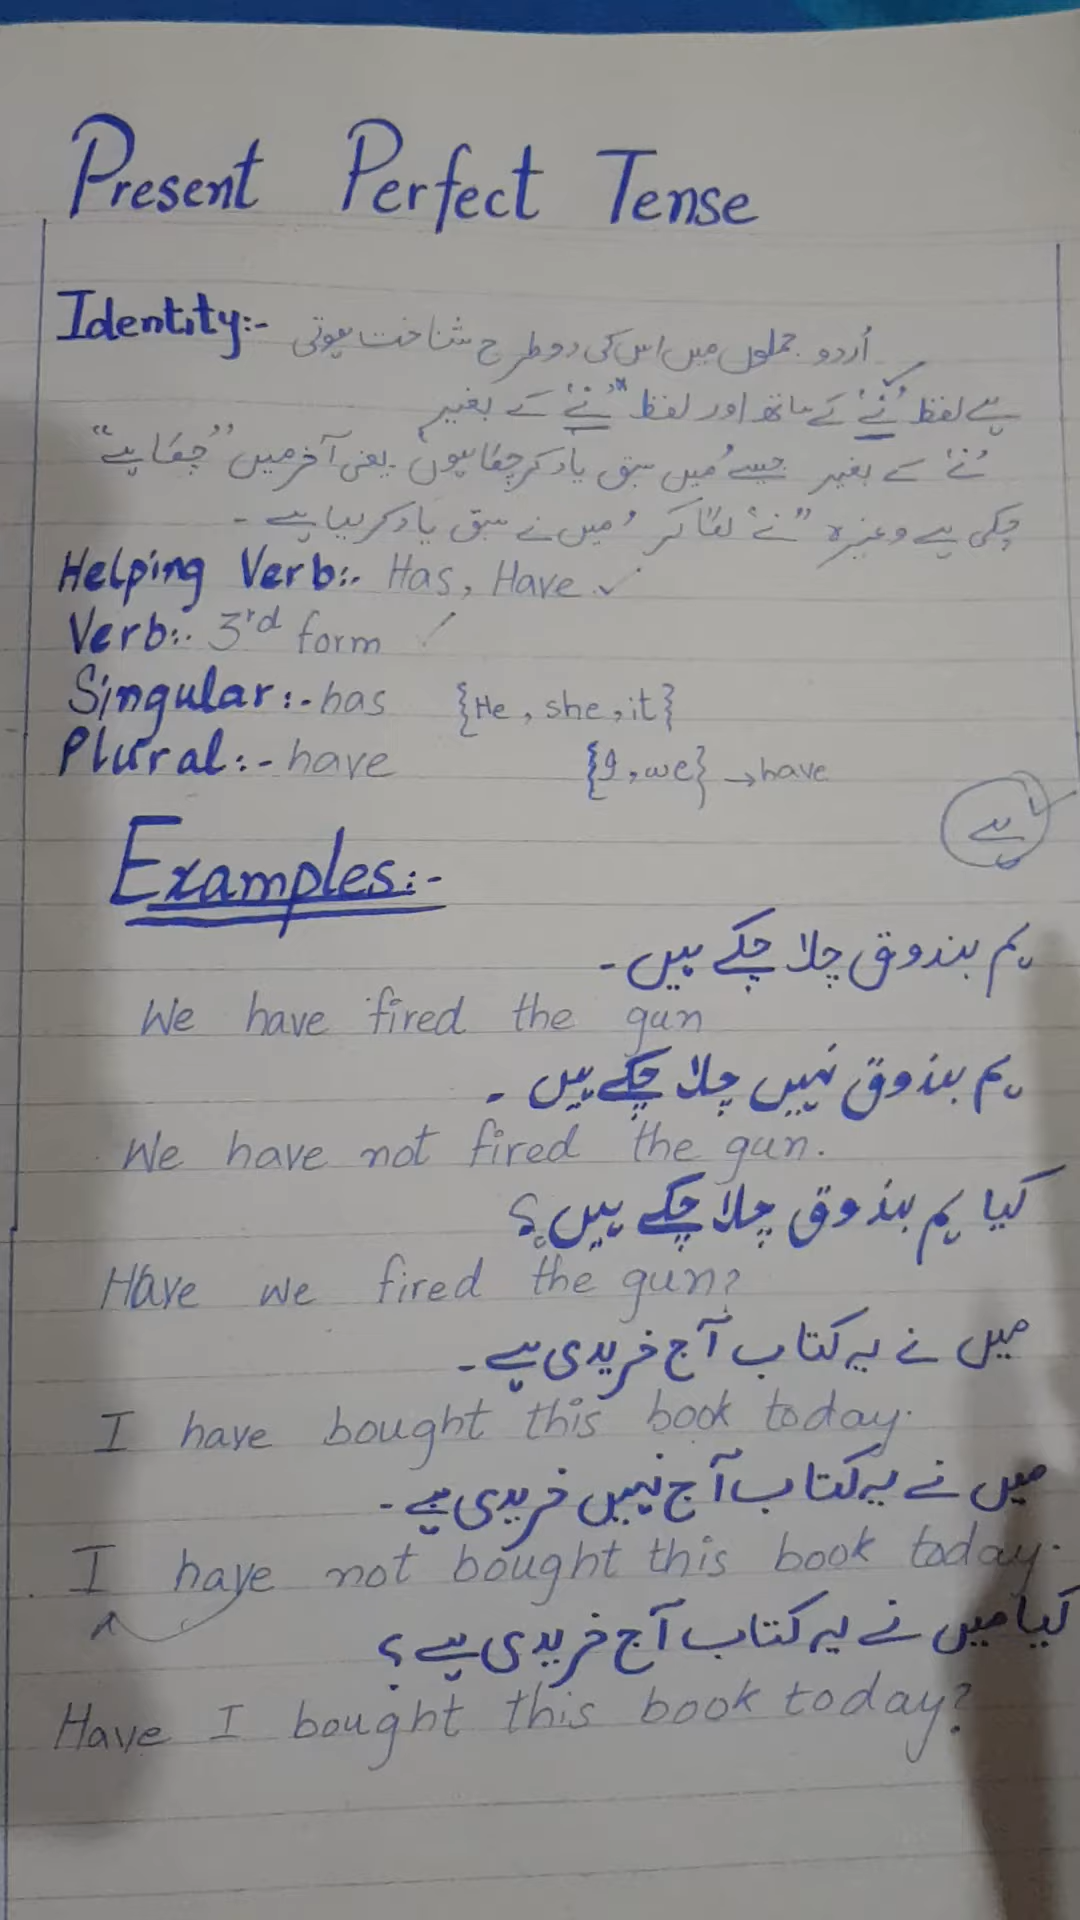 Present Perfect Tense
Identity:- اُردو جملوں میں اس کی دو طرح شناخت ہوتی
ہے لفظ "نے" کے ساتھ اور لفظ "نے" کے بغیر
"نے" کے بغیر جیسے "میں سبق یاد کر چکا ہوں" یعنی آخر میں "چکا ہے"
چکی ہے وغیرہ "نے" لگا کر "میں نے سبق یاد کر لیا ہے۔
Helping Verb:- Has, Have ✓
Verb:- 3rd form
Singular:- has {He, she, it}
Plural:- have {I, we} → have
ہے
Examples:-
ہم بندوق چلا چکے ہیں۔
We have fired the gun
ہم بندوق نہیں چلا چکے ہیں۔
We have not fired the gun.
کیا ہم بندوق چلا چکے ہیں؟
Have we fired the gun?
میں نے یہ کتاب آج خریدی ہے۔
I have bought this book today.
میں نے یہ کتاب آج نہیں خریدی ہے۔
I have not bought this book today.
کیا میں نے یہ کتاب آج خریدی ہے؟
Have I bought this book today?